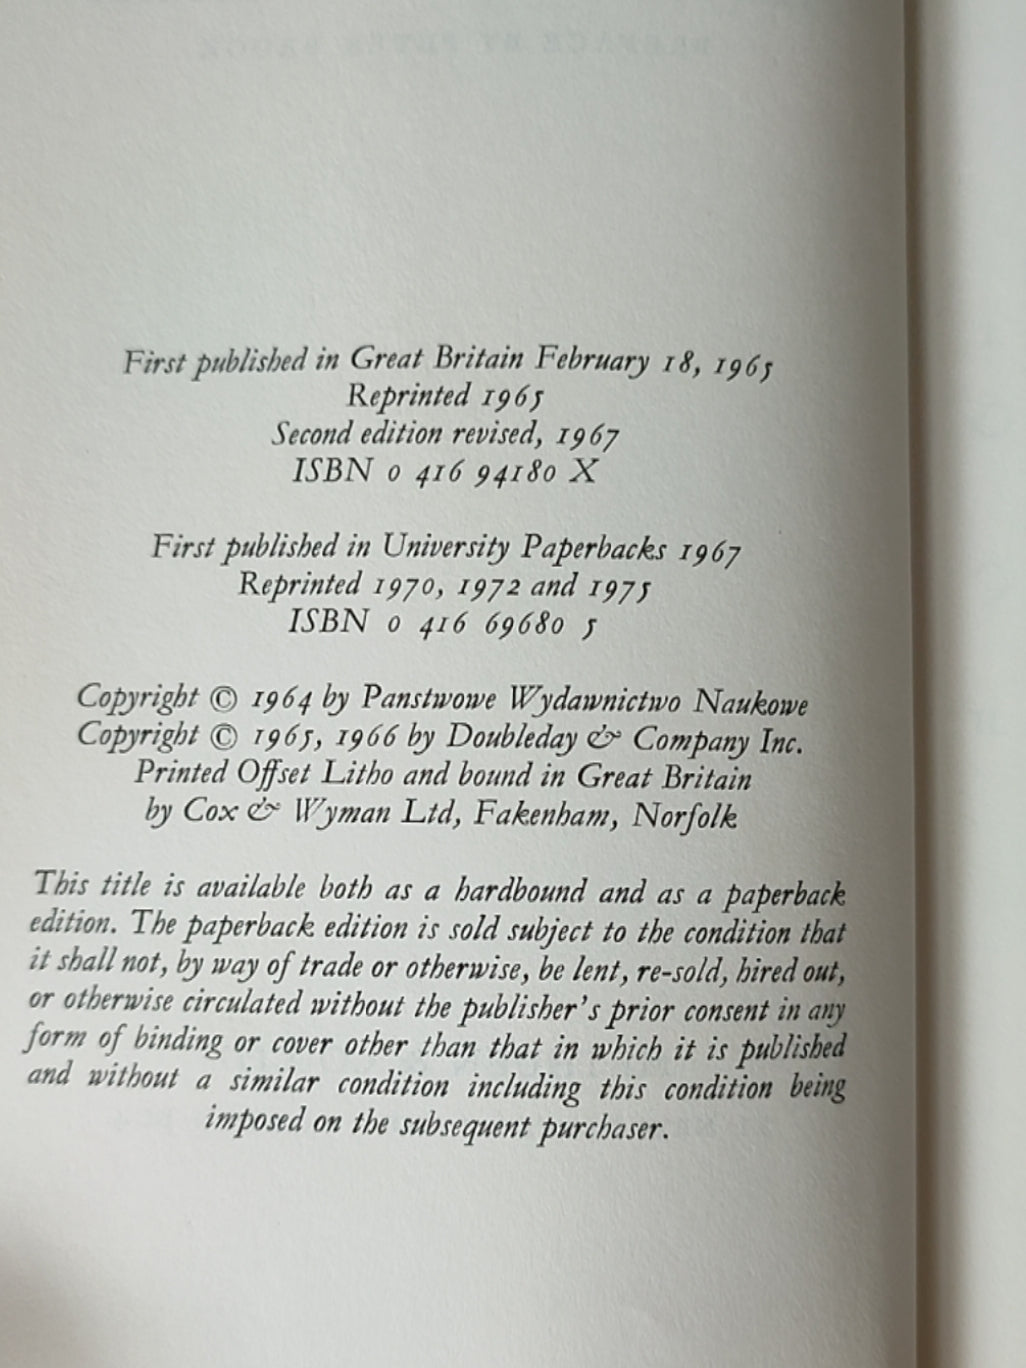 First published in Great Britain February 18, 1965
Reprinted 1965
Second edition revised, 1967
ISBN 0 416 94180 X
First published in University Paperbacks 1967
Reprinted 1970, 1972 and 1975
ISBN 0 416 69680 5
Copyright © 1964 by Panstwowe Wydawnictwo Naukowe
Copyright © 1965, 1966 by Doubleday & Company Inc.
Printed Offset Litho and bound in Great Britain
by Cox & Wyman Ltd, Fakenham, Norfolk
This title is available both as a hardbound and as a paperback
edition. The paperback edition is sold subject to the condition that
it shall not, by way of trade or otherwise, be lent, re-sold, hired out,
or otherwise circulated without the publisher's prior consent in any
form of binding or cover other than that in which it is published
and without a similar condition including this condition being
imposed on the subsequent purchaser.